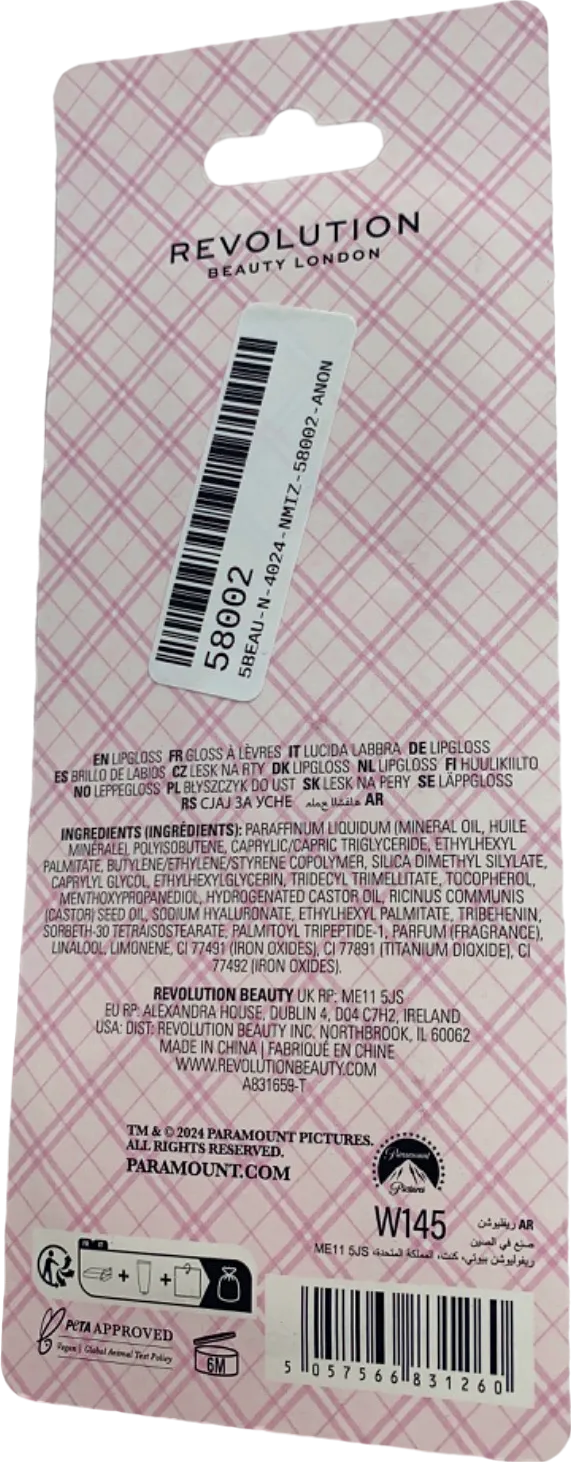 REVOLUTION
BEAUTY LONDON
58002
5BEAU-N-4024-NMIZ-58002-ANON
EN LIPGLOSS FR GLOSS À LÈVRES IT LUCIDA LABBRA DE LIPGLOSS
ES BRILLO DE LABIOS CZ LESK NA RTY DK LIPGLOSS NL LIPGLOSS FI HUULIKIILTO
NO LEPPEGLOSS PL BŁYSZCZYK DO UST SK LESK NA PERY SE LÄPPGLOSS
RS CJAJ ЗА УСНЕ AR
INGREDIENTS (INGRÉDIENTS): PARAFFINUM LIQUIDUM (MINERAL OIL, HUILE
MINÉRALE), POLYISOBUTENE, CAPRYLIC/CAPRIC TRIGLYCERIDE, ETHYLHEXYL
PALMITATE, BUTYLENE/ETHYLENE/STYRENE COPOLYMER, SILICA DIMETHYL SILYLATE,
CAPRYLYL GLYCOL, ETHYLHEXYLGLYCERIN, TRIDECYL TRIMELLITATE, TOCOPHEROL,
MENTHOXYPROPANEDIOL, HYDROGENATED CASTOR OIL, RICINUS COMMUNIS
(CASTOR) SEED OIL, SODIUM HYALURONATE, ETHYLHEXYL PALMITATE, TRIBEHENIN,
SORBETH-30 TETRAISOSTEARATE, PALMITOYL TRIPEPTIDE-1, PARFUM (FRAGRANCE),
LINALOOL, LIMONENE, CI 77491 (IRON OXIDES), CI 77891 (TITANIUM DIOXIDE), CI
77492 (IRON OXIDES).
REVOLUTION BEAUTY UK RP: ME11 5JS
EU RP: ALEXANDRA HOUSE, DUBLIN 4, D04 C7H2, IRELAND
USA: DIST: REVOLUTION BEAUTY INC. NORTHBROOK, IL 60062
MADE IN CHINA | FABRIQUÉ EN CHINE
WWW.REVOLUTIONBEAUTY.COM
A831659-T
TM & © 2024 PARAMOUNT PICTURES.
ALL RIGHTS RESERVED.
PARAMOUNT.COM
Paramount
Pictures
W145
AR ريفليوشن
صنع في الصين
ريفوليوشن بيوتي، كنت، المملكة المتحدة، ME11 5JS
FR
+ +
PETA APPROVED
Vegan | Global Animal Test Policy
6M
5 057566 831260